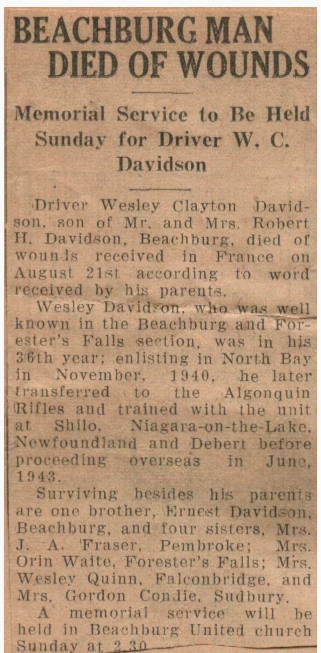 BEACHBURG MAN
DIED OF WOUNDS
Memorial Service to Be Held
Sunday for Driver W. C.
Davidson
Driver Wesley Clayton David-
son, son of Mr. and Mrs. Robert
H. Davidson, Beachburg, died of
wounds received in France on
August 21st according to word
received by his parents.
Wesley Davidson, who was well
known in the Beachburg and For-
ester's Falls section, was in his
36th year; enlisting in North Bay
in November, 1940, he later
transferred to the Algonquin
Rifles and trained with the unit
at Shilo, Niagara-on-the-Lake,
Newfoundland and Debert before
proceeding overseas in June,
1943.
Surviving besides his parents
are one brother, Ernest Davidson,
Beachburg, and four sisters, Mrs.
J. A. Fraser, Pembroke; Mrs.
Orin Waite, Forester's Falls; Mrs.
Wesley Quinn, Falconbridge, and
Mrs. Gordon Condie, Sudbury.
A memorial service will be
held in Beachburg United church
Sunday at 2.30